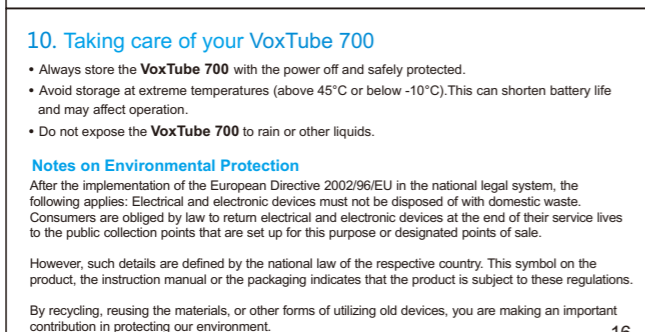 10. Taking care of your VoxTube 700
• Always store the VoxTube 700 with the power off and safely protected.
• Avoid storage at extreme temperatures (above 45°C or below -10°C).This can shorten battery life
and may affect operation.
• Do not expose the VoxTube 700 to rain or other liquids.
Notes on Environmental Protection
After the implementation of the European Directive 2002/96/EU in the national legal system, the
following applies: Electrical and electronic devices must not be disposed of with domestic waste.
Consumers are obliged by law to return electrical and electronic devices at the end of their service lives
to the public collection points that are set up for this purpose or designated points of sale.
However, such details are defined by the national law of the respective country. This symbol on the
product, the instruction manual or the packaging indicates that the product is subject to these regulations.
By recycling, reusing the materials, or other forms of utilizing old devices, you are making an important
contribution in protecting our environment.
16